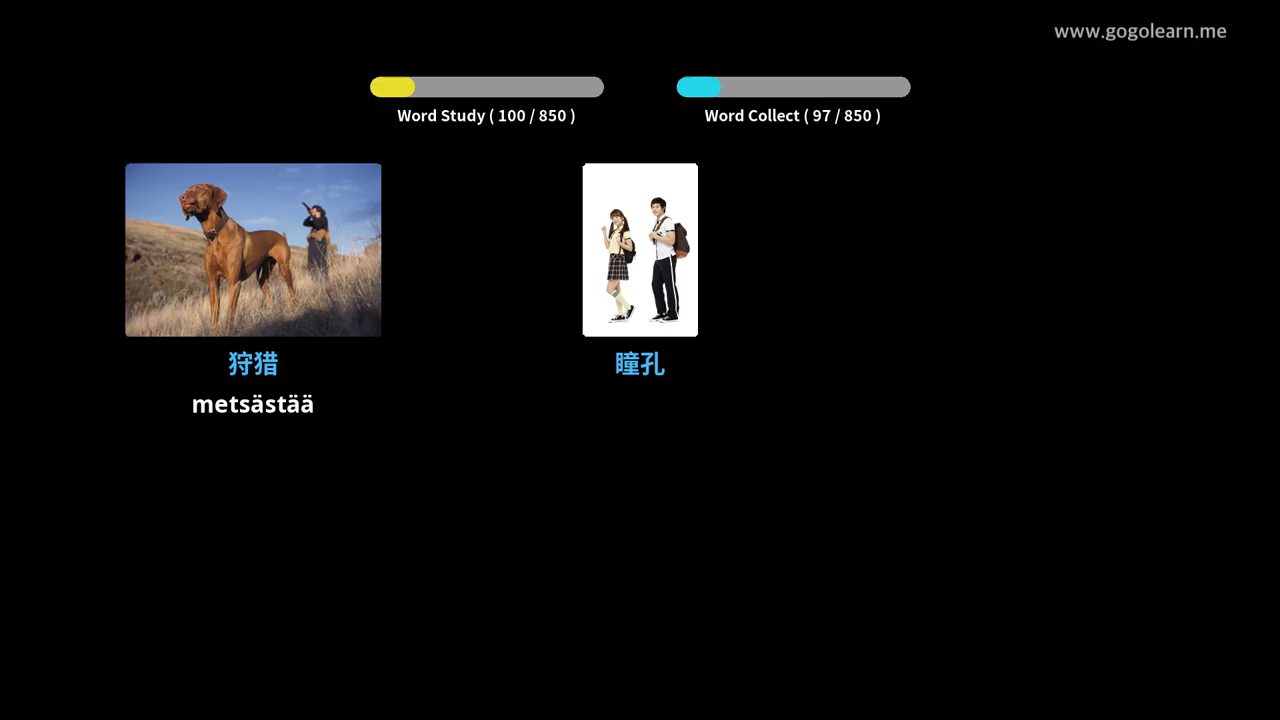 www.gogolearn.me
Word Study ( 100 / 850 )
Word Collect ( 97 / 850 )
狩猎
metsästää
瞳孔